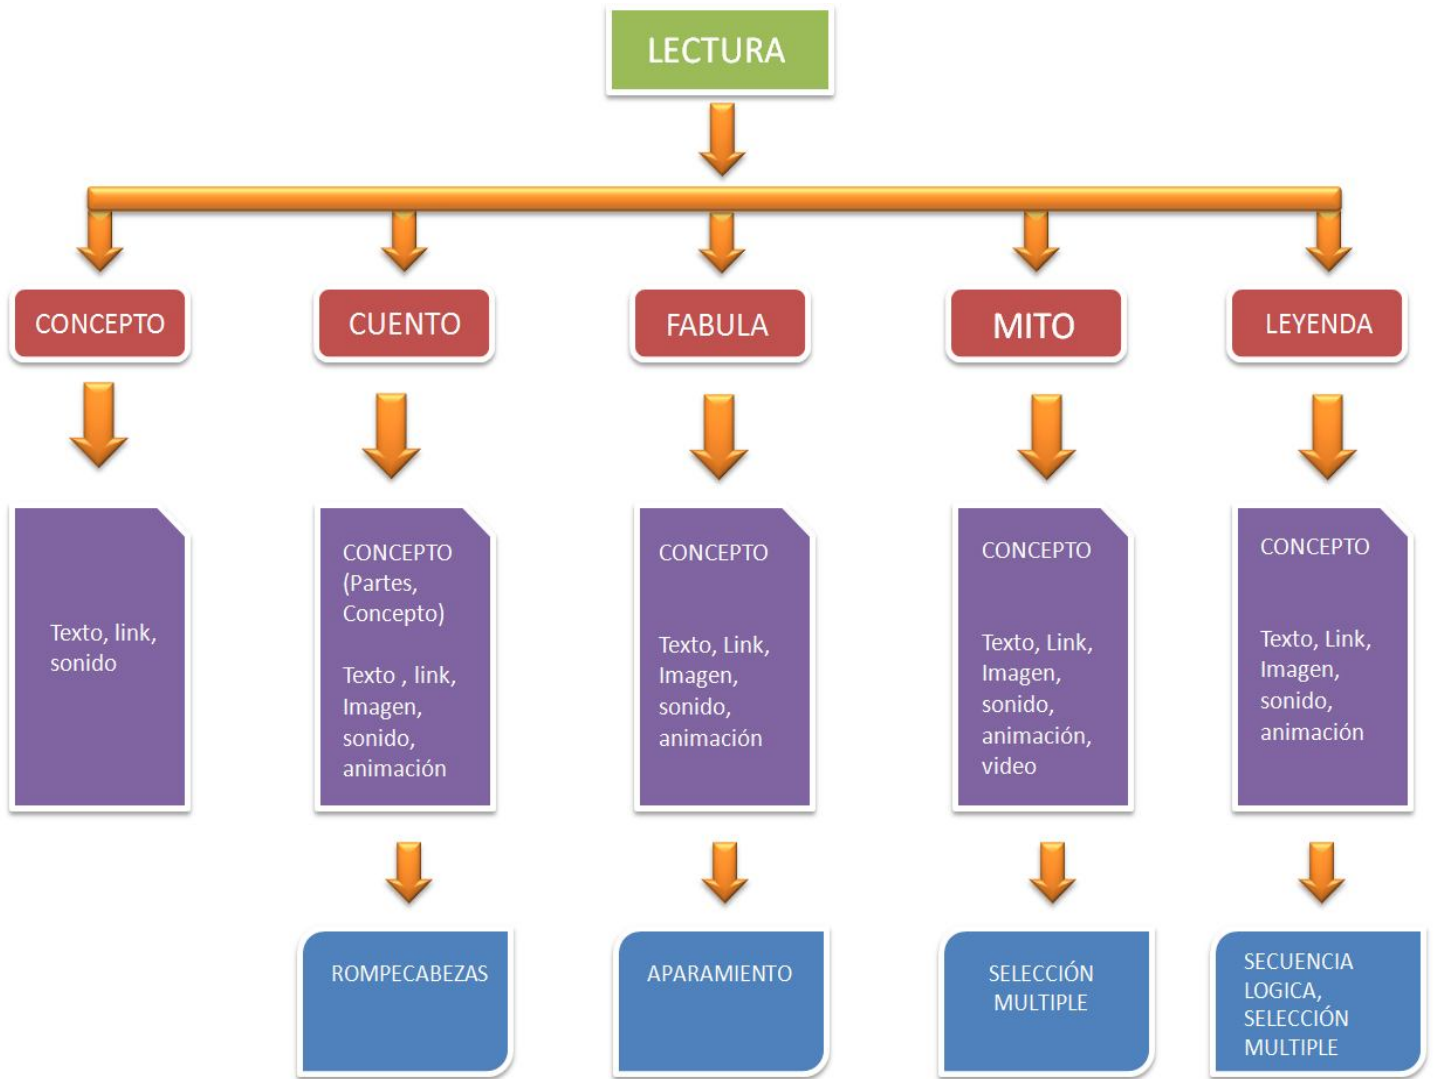 LECTURA
CONCEPTO
CUENTO
FABULA
MITO
LEYENDA
Texto, link,
sonido
CONCEPTO
(Partes,
Concepto)
Texto , link,
Imagen,
sonido,
animación
CONCEPTO
Texto, Link,
Imagen,
sonido,
animación
CONCEPTO
Texto, Link,
Imagen,
sonido,
animación,
video
CONCEPTO
Texto, Link,
Imagen,
sonido,
animación
ROMPECABEZAS
APARAMIENTO
SELECCIÓN
MULTIPLE
SECUENCIA
LOGICA,
SELECCIÓN
MULTIPLE